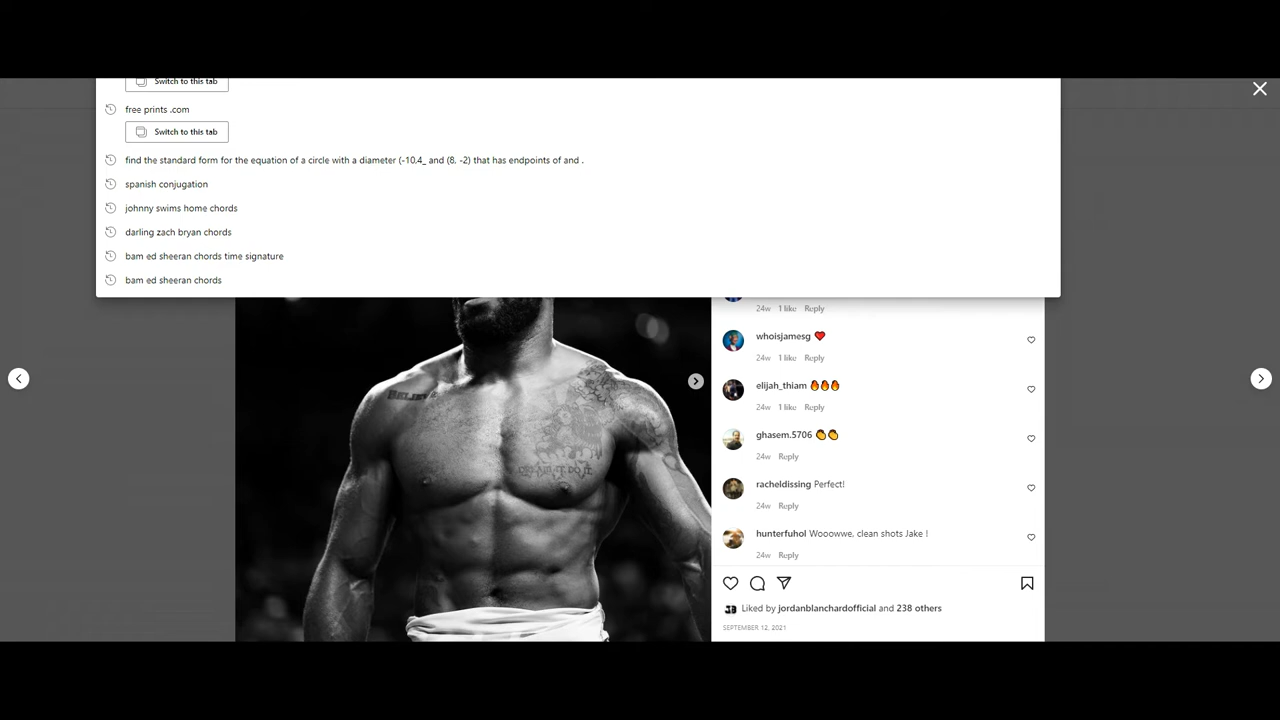 Switch to this tab
free prints .com
Switch to this tab
find the standard form for the equation of a circle with a diameter (-10,4_ and (8, -2) that has endpoints of and .
spanish conjugation
johnny swims home chords
darling zach bryan chords
bam ed sheeran chords time signature
bam ed sheeran chords
24w 1 like Reply
whoisjamesg ❤️
24w 1 like Reply
elijah_thiam 🔥🔥🔥
24w 1 like Reply
ghasem.5706 👏👏
24w Reply
racheldissing Perfect!
24w Reply
hunterfuhol Wooowwe, clean shots Jake !
24w Reply
Liked by jordanblanchardofficial and 238 others
SEPTEMBER 12, 2021